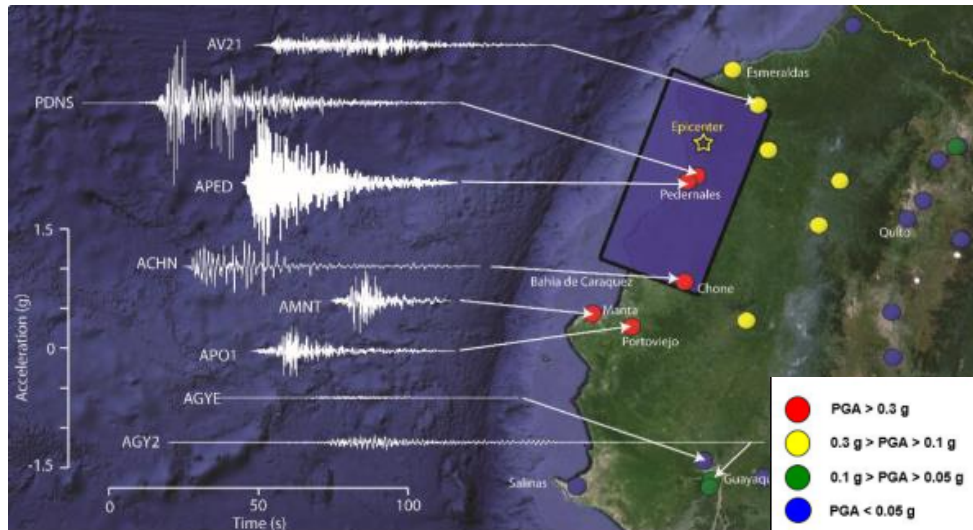 AV21
Esmeraldas
PDNS
Epicenter
APED
Pedernales
1.5
Quito
ACHN
Bahia de Caraquez
Chone
AMNT
Manta
Portoviejo
APO1
Acceleration (g)
0
AGYE
AGY2
-1.5
Salinas
Guayaqu
0
50
100
Time (s)
PGA > 0.3 g
0.3 g > PGA > 0.1 g
0.1 g > PGA > 0.05 g
PGA < 0.05 g